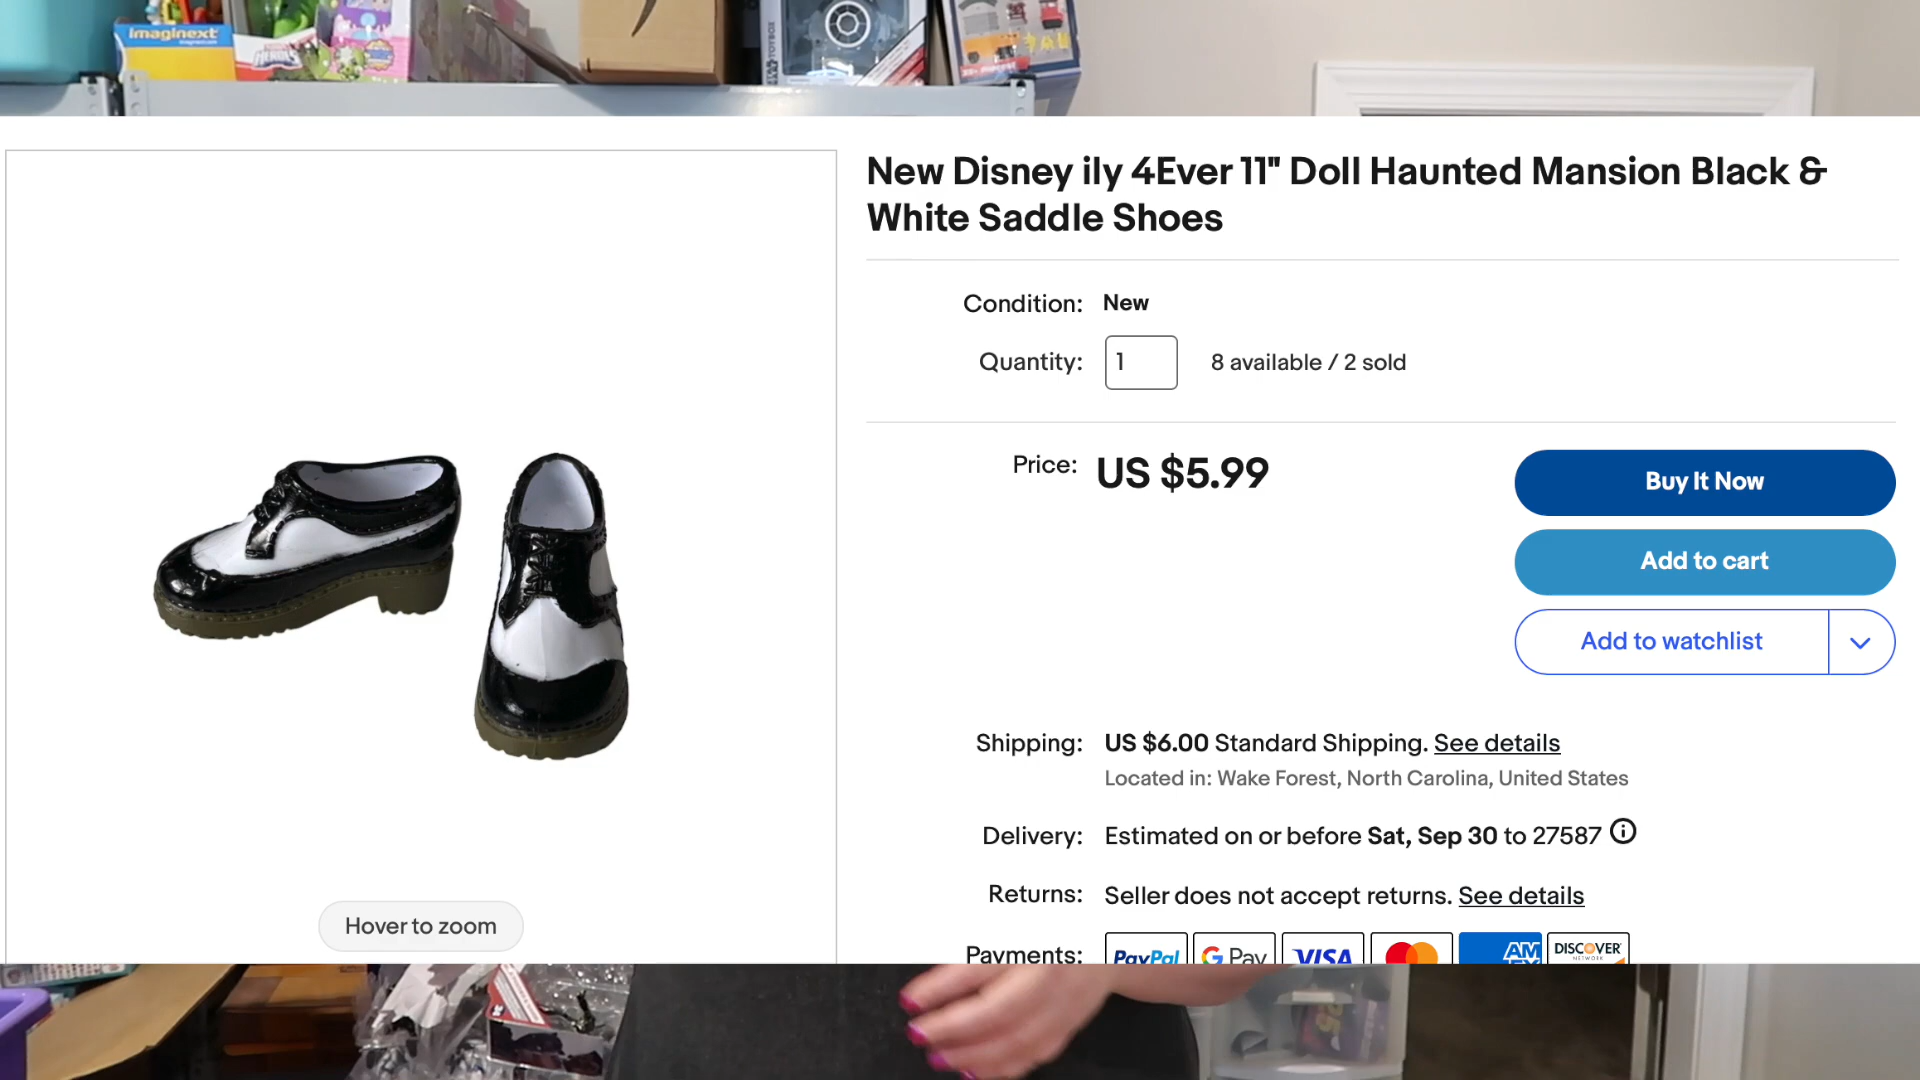 imaginext
HEROES
New Disney ily 4Ever 11" Doll Haunted Mansion Black &
White Saddle Shoes
Condition: New
Quantity: 1 8 available / 2 sold
Price: US $5.99
Buy It Now
Add to cart
Add to watchlist
Shipping: US $6.00 Standard Shipping. See details
Located in: Wake Forest, North Carolina, United States
Delivery: Estimated on or before Sat, Sep 30 to 27587
Returns: Seller does not accept returns. See details
Hover to zoom
Payments: PayPal G Pay VISA AM EX DISCOVER
NETWORK